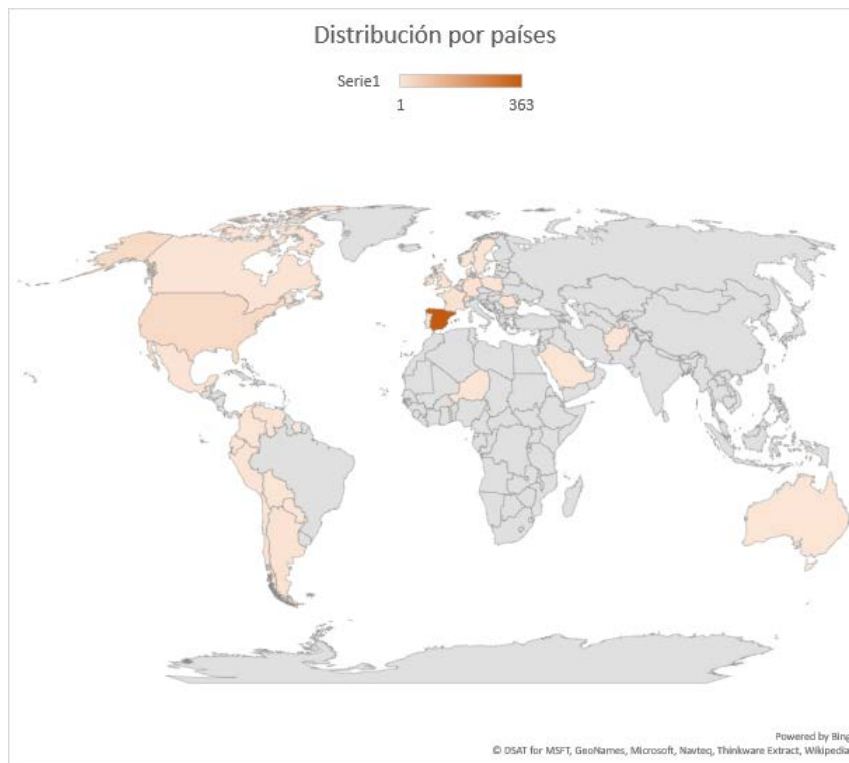 Distribución por países
Serie1
1 363
Powered by Bing
© DSAT for MSFT, GeoNames, Microsoft, Navteq, Thinkware Extract, Wikipedia